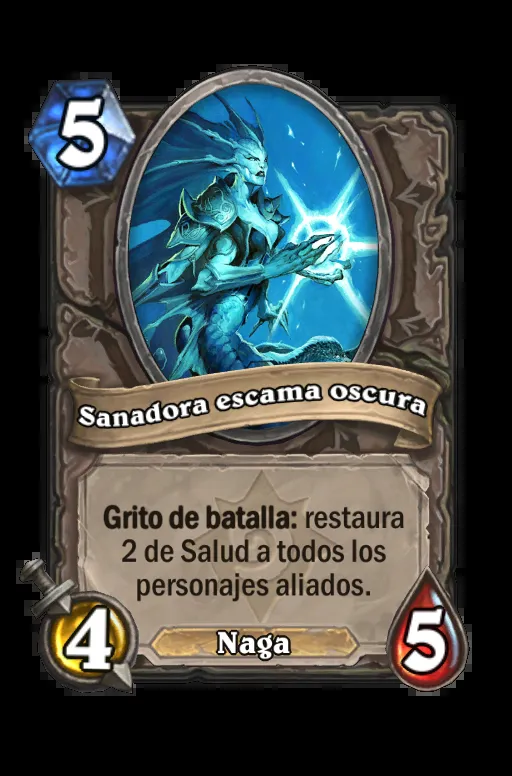 5
Sanadora escama oscura
Grito de batalla: restaura
2 de Salud a todos los
personajes aliados.
4
Naga
5